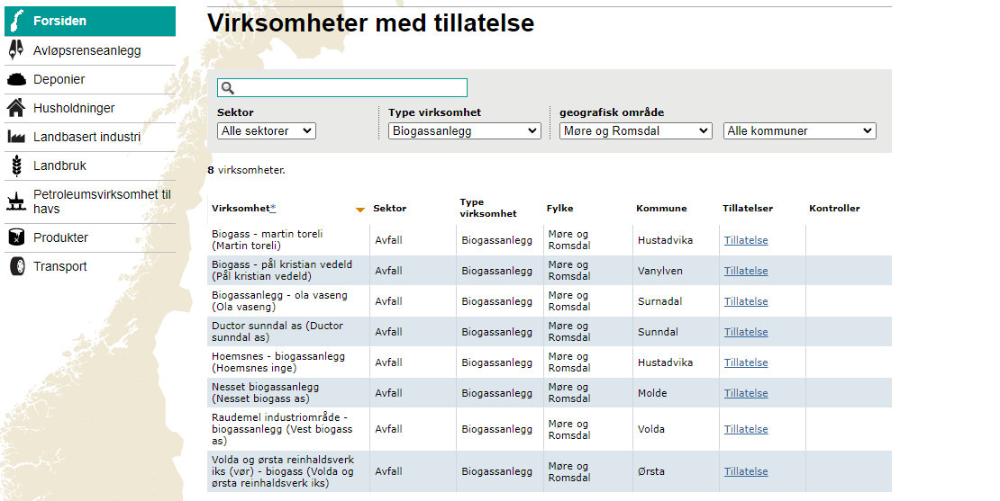 Forsiden
Avløpsrenseanlegg
Deponier
Husholdninger
Landbasert industri
Landbruk
Petroleumsvirksomhet til
havs
Produkter
Transport
Virksomheter med tillatelse
Sektor Type virksomhet geografisk område
Alle sektorer Biogassanlegg Møre og Romsdal Alle kommuner
8 virksomheter.
Virksomhet* Sektor Type virksomhet Fylke Kommune Tillatelser Kontroller
Biogass - martin toreli
(Martin toreli) Avfall Biogassanlegg Møre og Romsdal Hustadvika Tillatelse
Biogass - pål kristian vedeld
(Pål kristian vedeld) Avfall Biogassanlegg Møre og Romsdal Vanylven Tillatelse
Biogassanlegg - ola vaseng
(Ola vaseng) Avfall Biogassanlegg Møre og Romsdal Surnadal Tillatelse
Ductor sunndal as (Ductor
sunndal as) Avfall Biogassanlegg Møre og Romsdal Sunndal Tillatelse
Hoemsnes - biogassanlegg
(Hoemsnes inge) Avfall Biogassanlegg Møre og Romsdal Hustadvika Tillatelse
Nesset biogassanlegg
(Nesset biogass as) Avfall Biogassanlegg Møre og Romsdal Molde Tillatelse
Raudemel industriområde -
biogassanlegg (Vest biogass
as) Avfall Biogassanlegg Møre og Romsdal Volda Tillatelse
Volda og ørsta reinhaldsverk
iks (vør) - biogass (Volda og
ørsta reinhaldsverk iks) Avfall Biogassanlegg Møre og Romsdal Ørsta Tillatelse